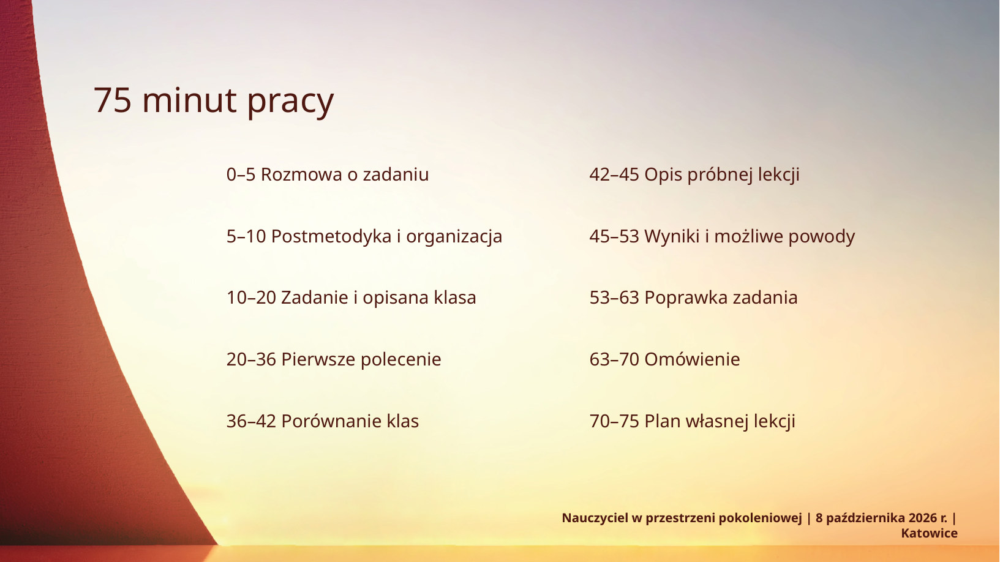 75 minut pracy
0–5 Rozmowa o zadaniu
5–10 Postmetodyka i organizacja
10–20 Zadanie i opisana klasa
20–36 Pierwsze polecenie
36–42 Porównanie klas
42–45 Opis próbnej lekcji
45–53 Wyniki i możliwe powody
53–63 Poprawka zadania
63–70 Omówienie
70–75 Plan własnej lekcji
Nauczyciel w przestrzeni pokoleniowej | 8 października 2026 r. |
Katowice